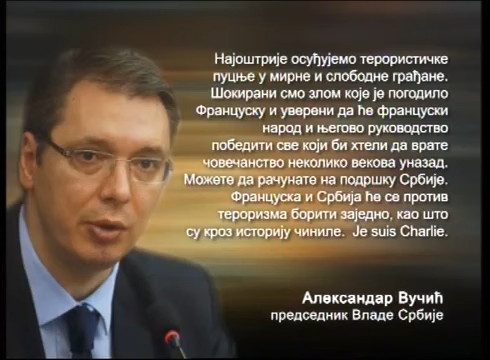 Најоштрије осуђујемо терористичке
пуцње у мирне и слободне грађане.
Шокирани смо злом које је погодило
Француску и уверени да ће француски
народ и његово руководство
победити све који би хтели да врате
човечанство неколико векова уназад.
Можете да рачунате на подршку Србије.
Француска и Србија ће се против
тероризма борити заједно, као што
су кроз историју чиниле. Je suis Charlie.
Александар Вучић
председник Владе Србије